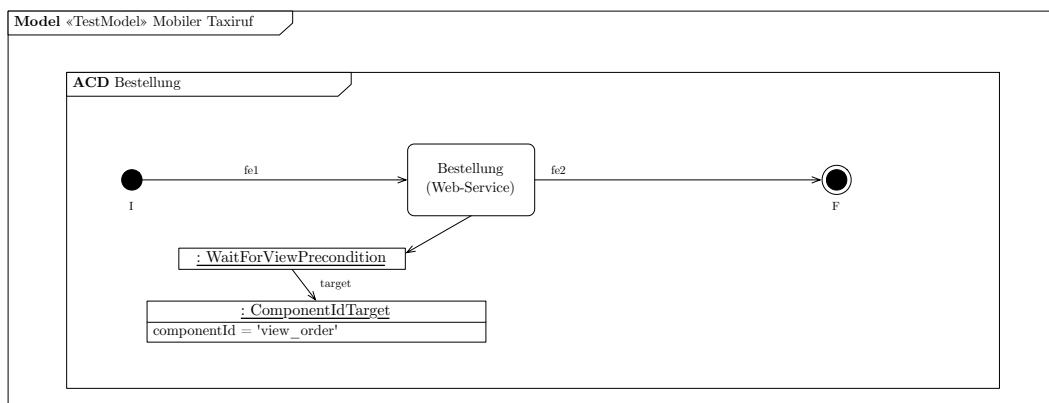 Model «TestModel» Mobiler Taxiruf
ACD Bestellung
fe1
Bestellung
(Web-Service)
fe2
I
F
: WaitForViewPrecondition
target
: ComponentIdTarget
componentId = 'view_order'